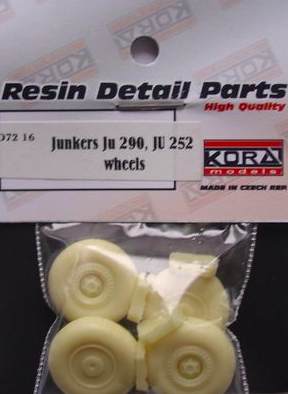 Resin Detail Parts
High Quality
D72 16
Junkers Ju 290, JU 252
wheels
KORA
models
MADE IN CZECH REP.